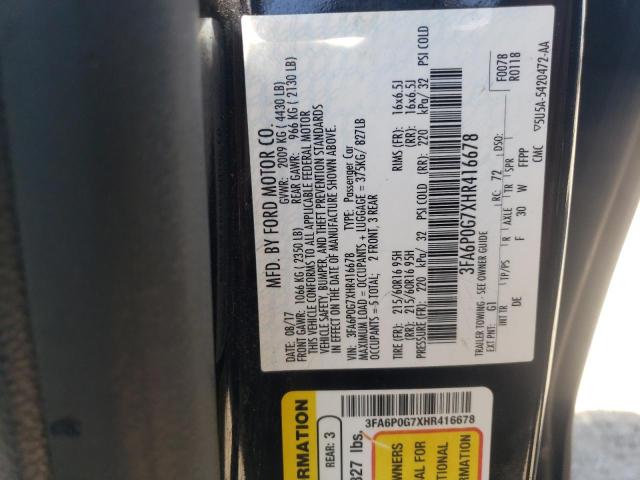 MFD. BY FORD MOTOR CO.
DATE: 08/17 GVWR: 2009 KG ( 4430 LB)
FRONT GAWR: 1066 KG ( 2350 LB) REAR GAWR: 966 KG ( 2130 LB)
THIS VEHICLE CONFORMS TO ALL APPLICABLE FEDERAL MOTOR
VEHICLE SAFETY, BUMPER, AND THEFT PREVENTION STANDARDS
IN EFFECT ON THE DATE OF MANUFACTURE SHOWN ABOVE.
VIN: 3FA6P0G7XHR416678 TYPE: Passenger Car
MAXIMUM LOAD = OCCUPANTS + LUGGAGE = 375KG/ 827LB
OCCUPANTS = 5 TOTAL: 2 FRONT, 3 REAR
TIRE (FR): 215/60R16 95H RIMS (FR): 16x6.5J
(RR): 215/60R16 95H (RR): 16x6.5J
PRESSURE (FR): 220 kPa/ 32 PSI COLD (RR): 220 kPa/ 32 PSI COLD
3FA6P0G7XHR416678
F0078
R0118
TRAILER TOWING - SEE OWNER GUIDE
EXT PNT: G1 RC: 72 DSO:
INT TR TP/PS R AXLE TR SPR
DE F 30 W FFPP
CMC 5U5A-5420472-AA
3FA6P0G7XHR416678
REAR: 3
827 lbs.